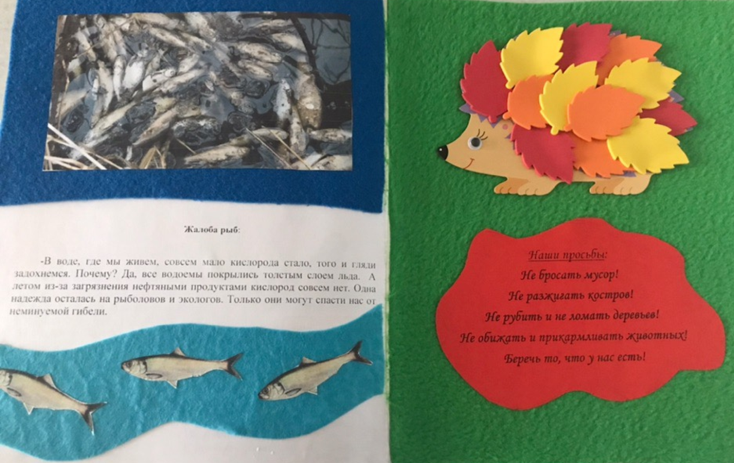 Жалоба рыб:
-В воде, где мы живем, совсем мало кислорода стало, того и гляди
задохнемся. Почему? Да, все водоемы покрылись толстым слоем льда. А
летом из-за загрязнения нефтяными продуктами кислород совсем нет. Одна
надежда осталась на рыболовов и экологов. Только они могут спасти нас от
неминуемой гибели.
Наши просьбы:
Не бросать мусор!
Не разжигать костров!
Не рубить и не ломать деревьев!
Не обижать и прикармливать животных!
Беречь то, что у нас есть!